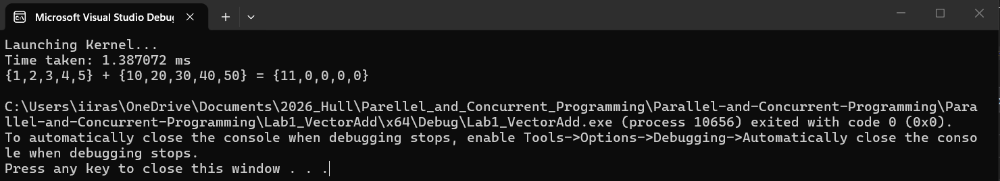 Microsoft Visual Studio Debu
Launching Kernel...
Time taken: 1.387072 ms
{1,2,3,4,5} + {10,20,30,40,50} = {11,0,0,0,0}
C:\Users\iiras\OneDrive\Documents\2026_Hull\Parellel_and_Concurrent_Programming\Parallel-and-Concurrent-Programming\Para
llel-and-Concurrent-Programming\Lab1_VectorAdd\x64\Debug\Lab1_VectorAdd.exe (process 10656) exited with code 0 (0x0).
To automatically close the console when debugging stops, enable Tools->Options->Debugging->Automatically close the conso
le when debugging stops.
Press any key to close this window . . .